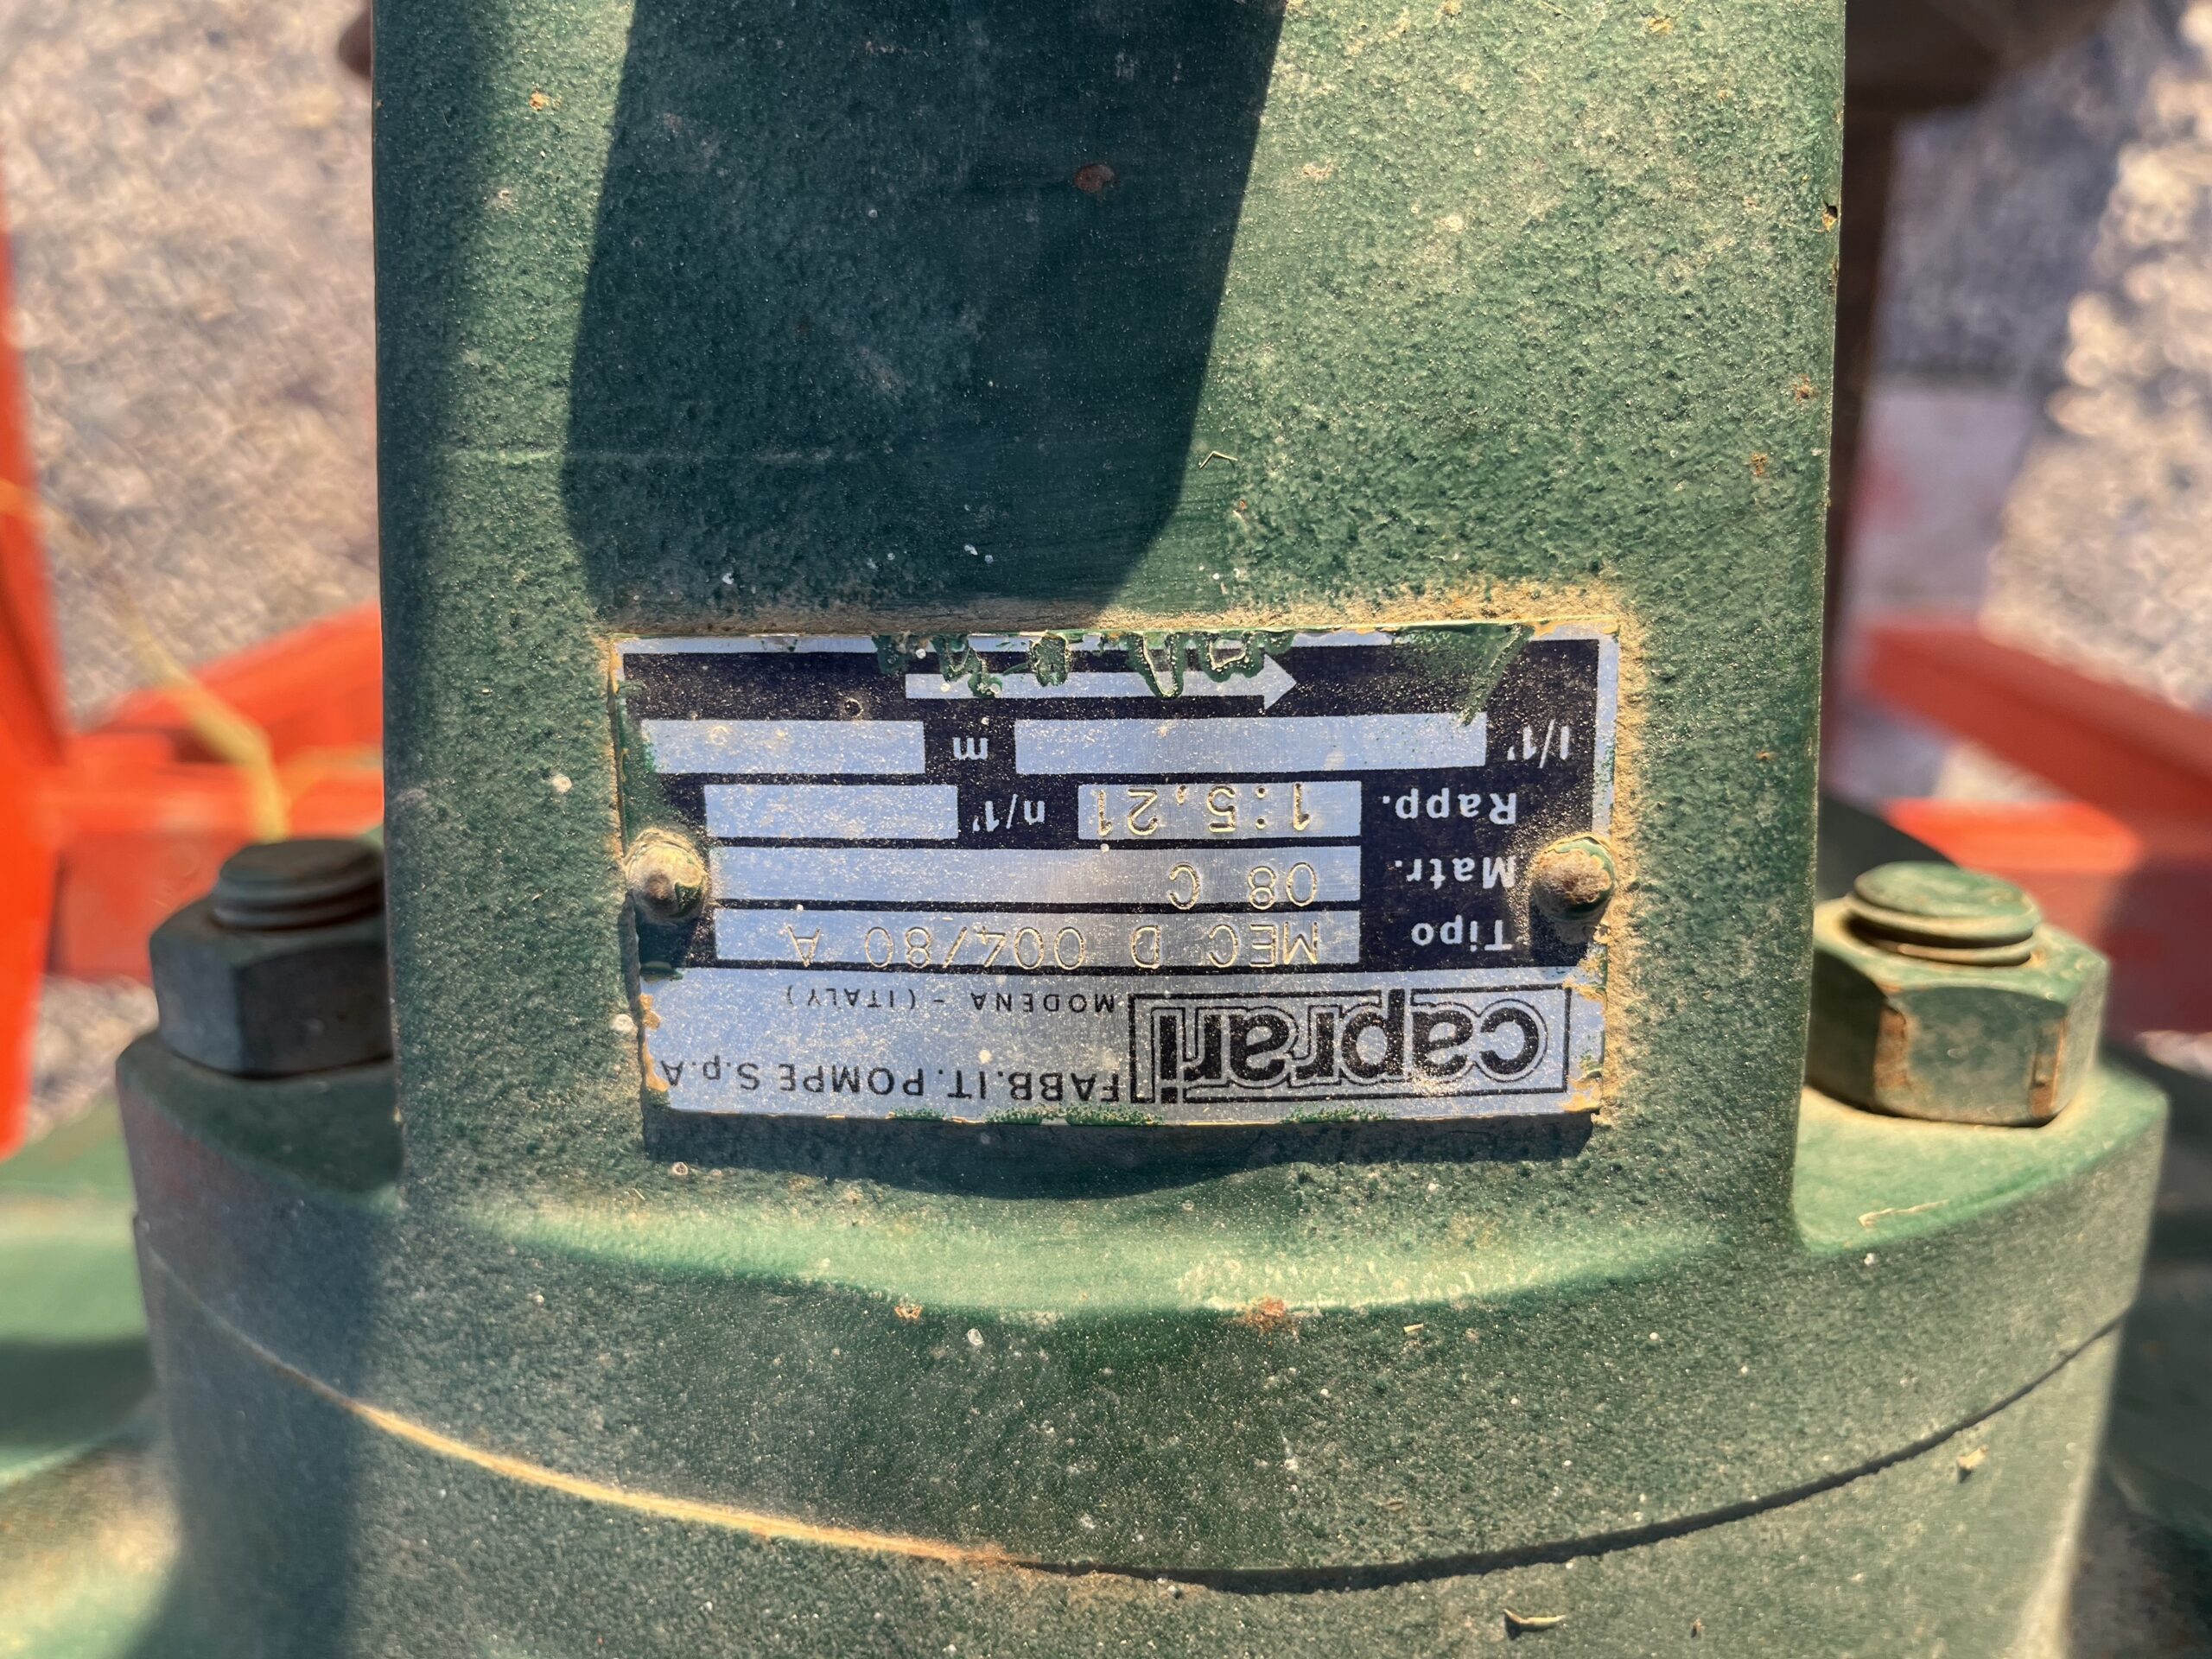 caprari FABB. IT. POMPE S.p.A
MODENA - (ITALY)
Tipo MEC D 004/80 A
Matr. 08 C
Rapp. 1:5,21 n/1'
l/1' m